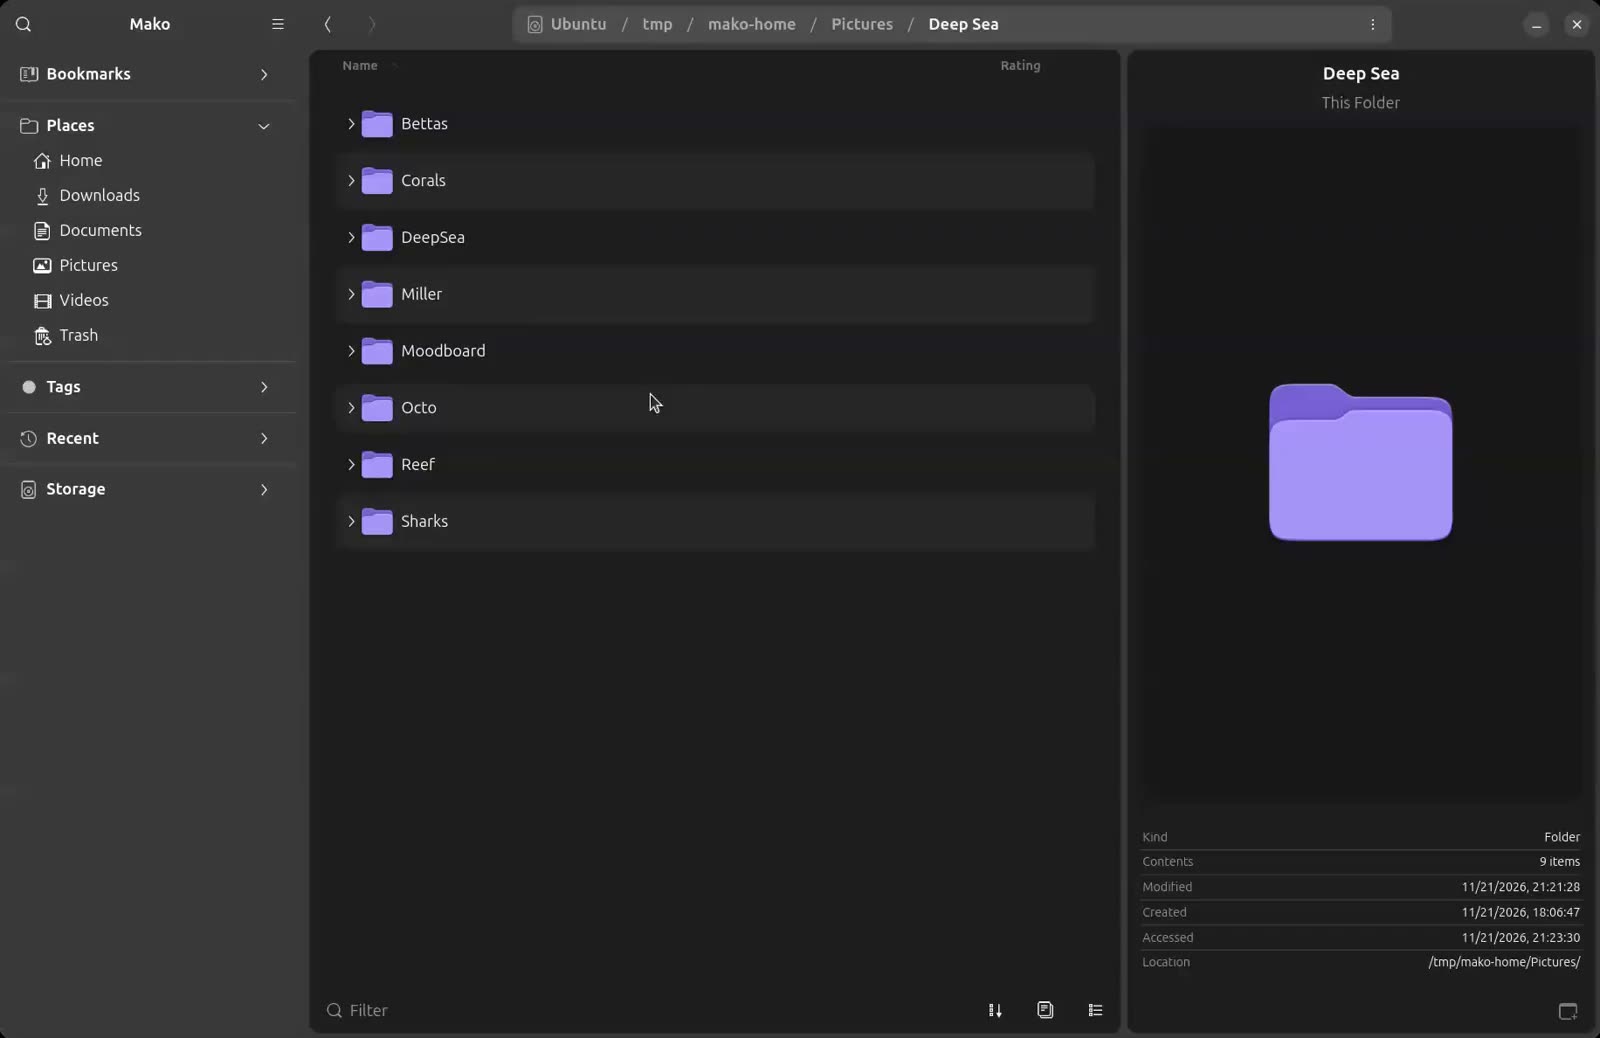 Mako
Ubuntu / tmp / mako-home / Pictures / Deep Sea
Bookmarks
Places
Home
Downloads
Documents
Pictures
Videos
Trash
Tags
Recent
Storage
Name
Rating
Bettas
Corals
DeepSea
Miller
Moodboard
Octo
Reef
Sharks
Filter
Deep Sea
This Folder
Kind Folder
Contents 9 items
Modified 11/21/2026, 21:21:28
Created 11/21/2026, 18:06:47
Accessed 11/21/2026, 21:23:30
Location /tmp/mako-home/Pictures/